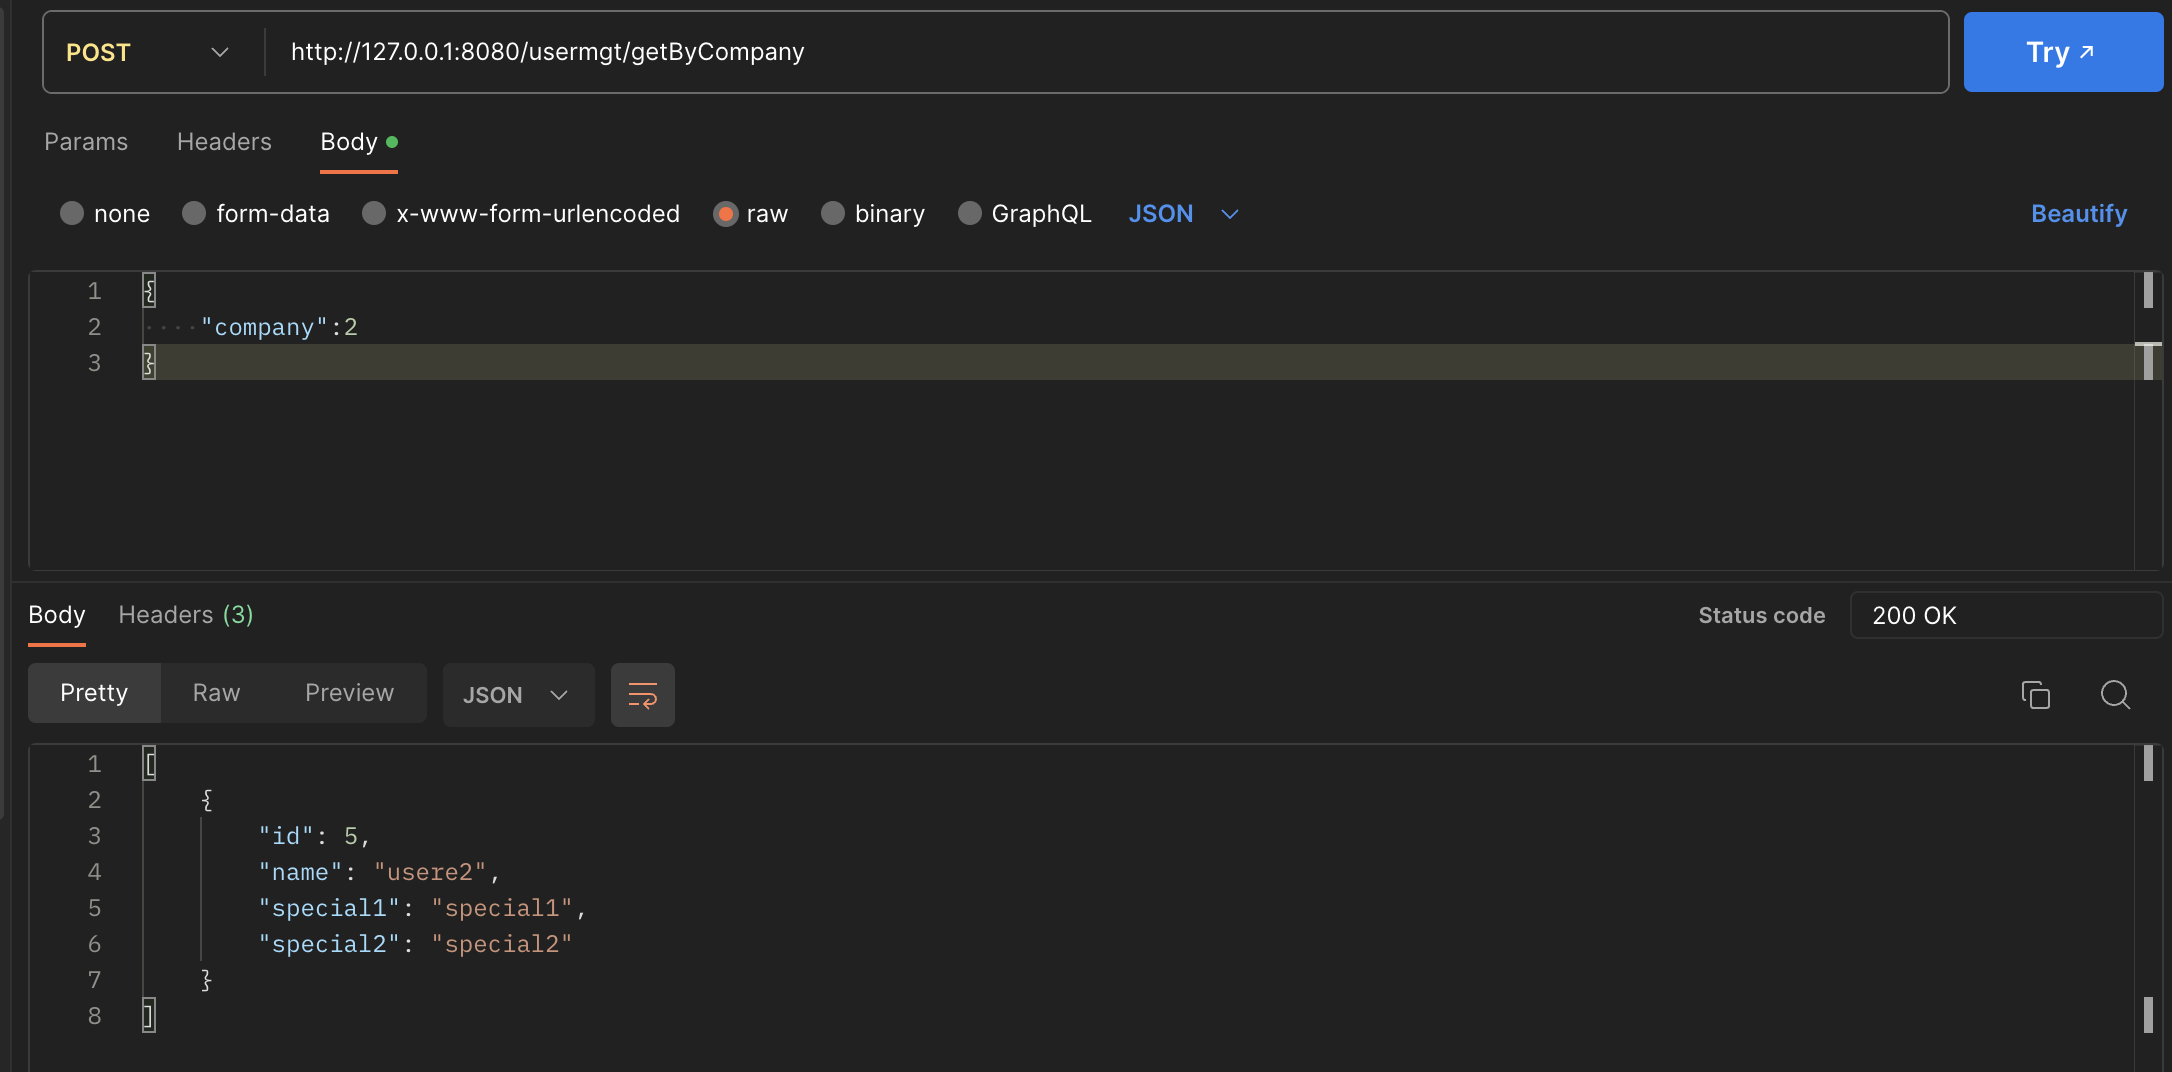 POST http://127.0.0.1:8080/usermgt/getByCompany Try
Params Headers Body
none form-data x-www-form-urlencoded raw binary GraphQL JSON Beautify
1 {
2 "company":2
3 }
Body Headers (3) Status code 200 OK
Pretty Raw Preview JSON
1 [
2 {
3 "id": 5,
4 "name": "usere2",
5 "special1": "special1",
6 "special2": "special2"
7 }
8 ]